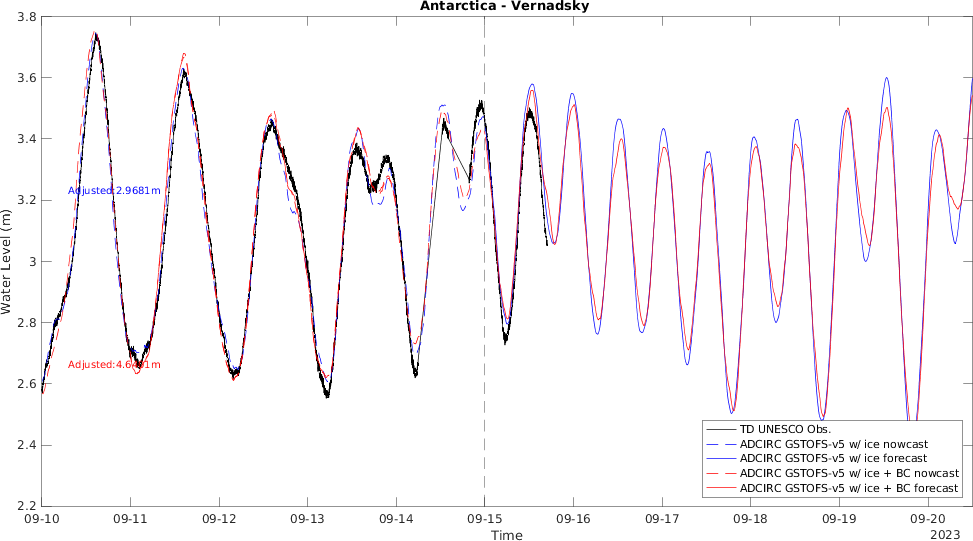 Antarctica - Vernadsky
3.8
3.6
3.4
3.2
3
2.8
2.6
2.4
2.2
Water Level (m)
Adjusted:2.9681m
TD UNESCO Obs.
ADCIRC GSTOFS-v5 w/ ice nowcast
ADCIRC GSTOFS-v5 w/ ice forecast
ADCIRC GSTOFS-v5 w/ ice + BC nowcast
ADCIRC GSTOFS-v5 w/ ice + BC forecast
09-10 09-11 09-12 09-13 09-14 09-15 09-16 09-17 09-18 09-19 09-20
Time
2023